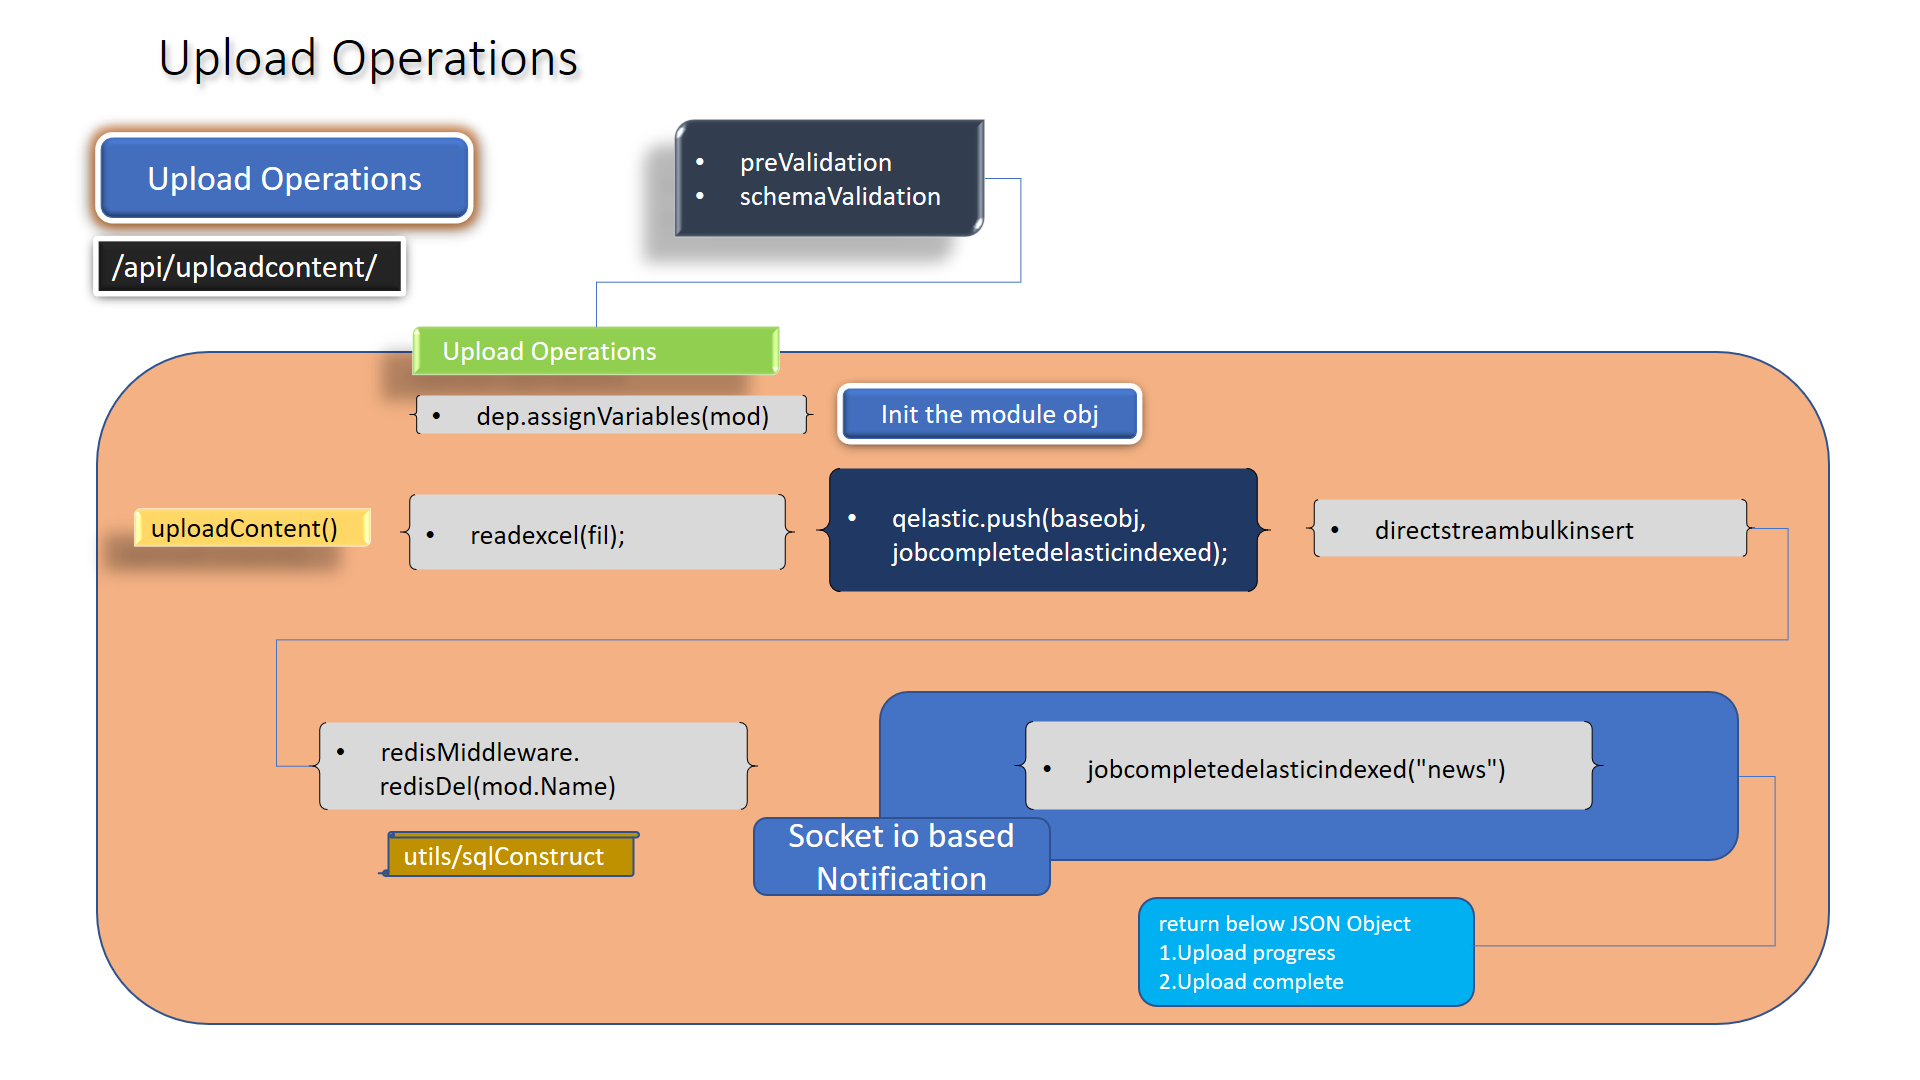 Upload Operations
Upload Operations
/api/uploadcontent/
• preValidation
• schemaValidation
Upload Operations
• dep.assignVariables(mod)
Init the module obj
uploadContent()
• readexcel(fil);
• qelastic.push(baseobj,
jobcompletedelasticindexed);
• directstreambulkinsert
• redisMiddleware.
redisDel(mod.Name)
utils/sqlConstruct
• jobcompletedelasticindexed("news")
Socket io based
Notification
return below JSON Object
1.Upload progress
2.Upload complete